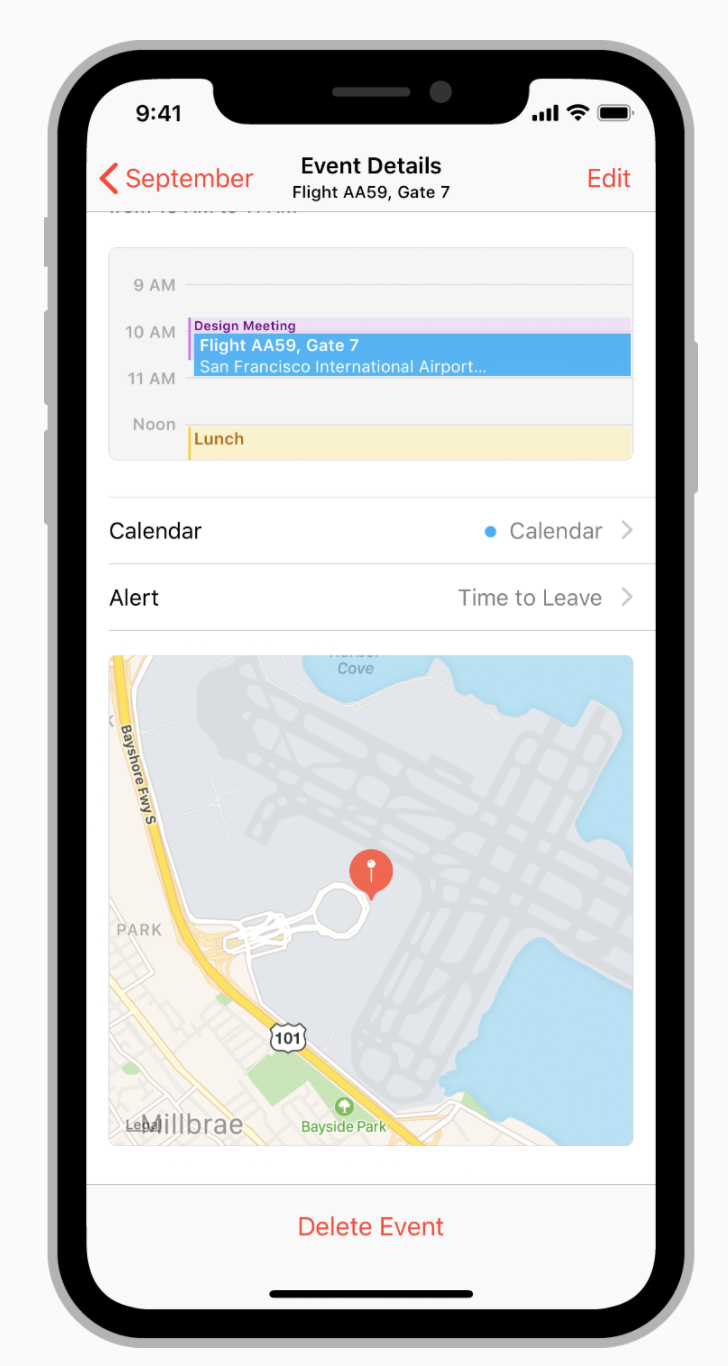 9:41
September
Event Details
Edit
Flight AA59, Gate 7
9 AM
Design Meeting
10 AM
Flight AA59, Gate 7
San Francisco International Airport...
11 AM
Noon
Lunch
Calendar
Calendar
Alert
Time to Leave
Cove
Bayshore Fwy S
PARK
101
Legal
Millbrae
Bayside Park
Delete Event